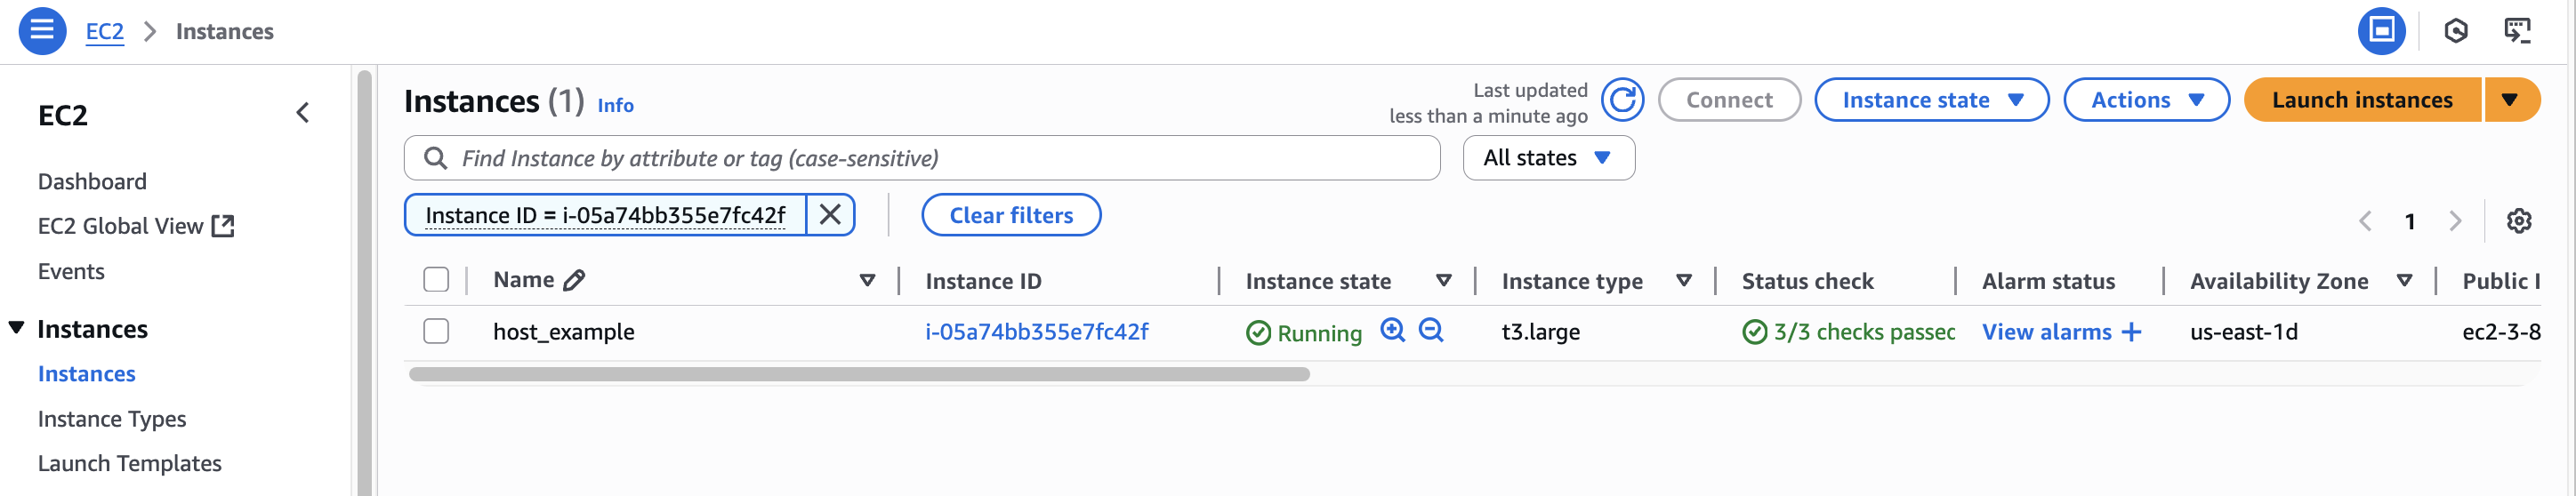 EC2 > Instances
EC2
Dashboard
EC2 Global View
Events
Instances
Instances
Instance Types
Launch Templates
Instances (1) Info
Last updated
less than a minute ago
Connect
Instance state
Actions
Launch instances
Find Instance by attribute or tag (case-sensitive)
All states
Instance ID = i-05a74bb355e7fc42f
Clear filters
1
Name Instance ID Instance state Instance type Status check Alarm status Availability Zone Public I
host_example i-05a74bb355e7fc42f Running t3.large 3/3 checks passec View alarms + us-east-1d ec2-3-8